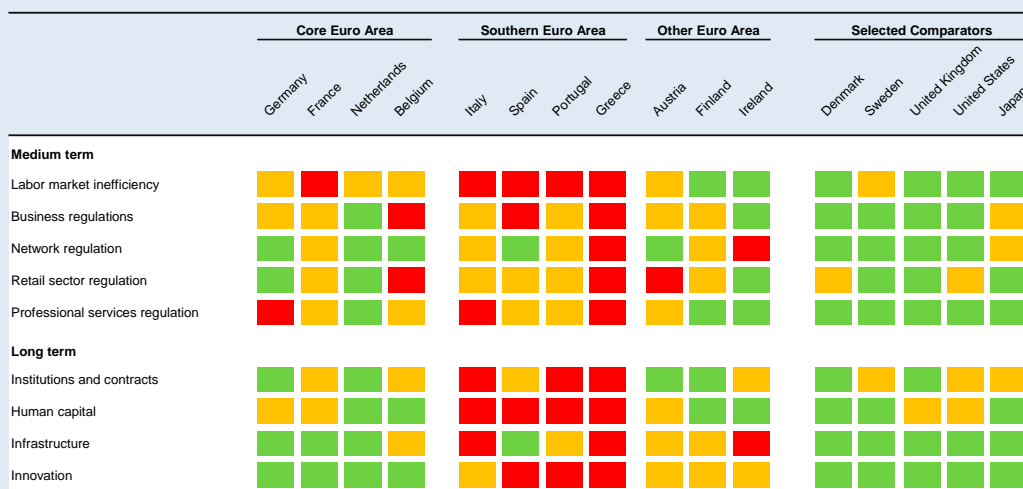 Core Euro Area Southern Euro Area Other Euro Area Selected Comparators
Germany France Netherlands Belgium Italy Spain Portugal Greece Austria Finland Ireland Denmark Sweden United Kingdom United States Japan
Medium term
Labor market inefficiency
Business regulations
Network regulation
Retail sector regulation
Professional services regulation
Long term
Institutions and contracts
Human capital
Infrastructure
Innovation